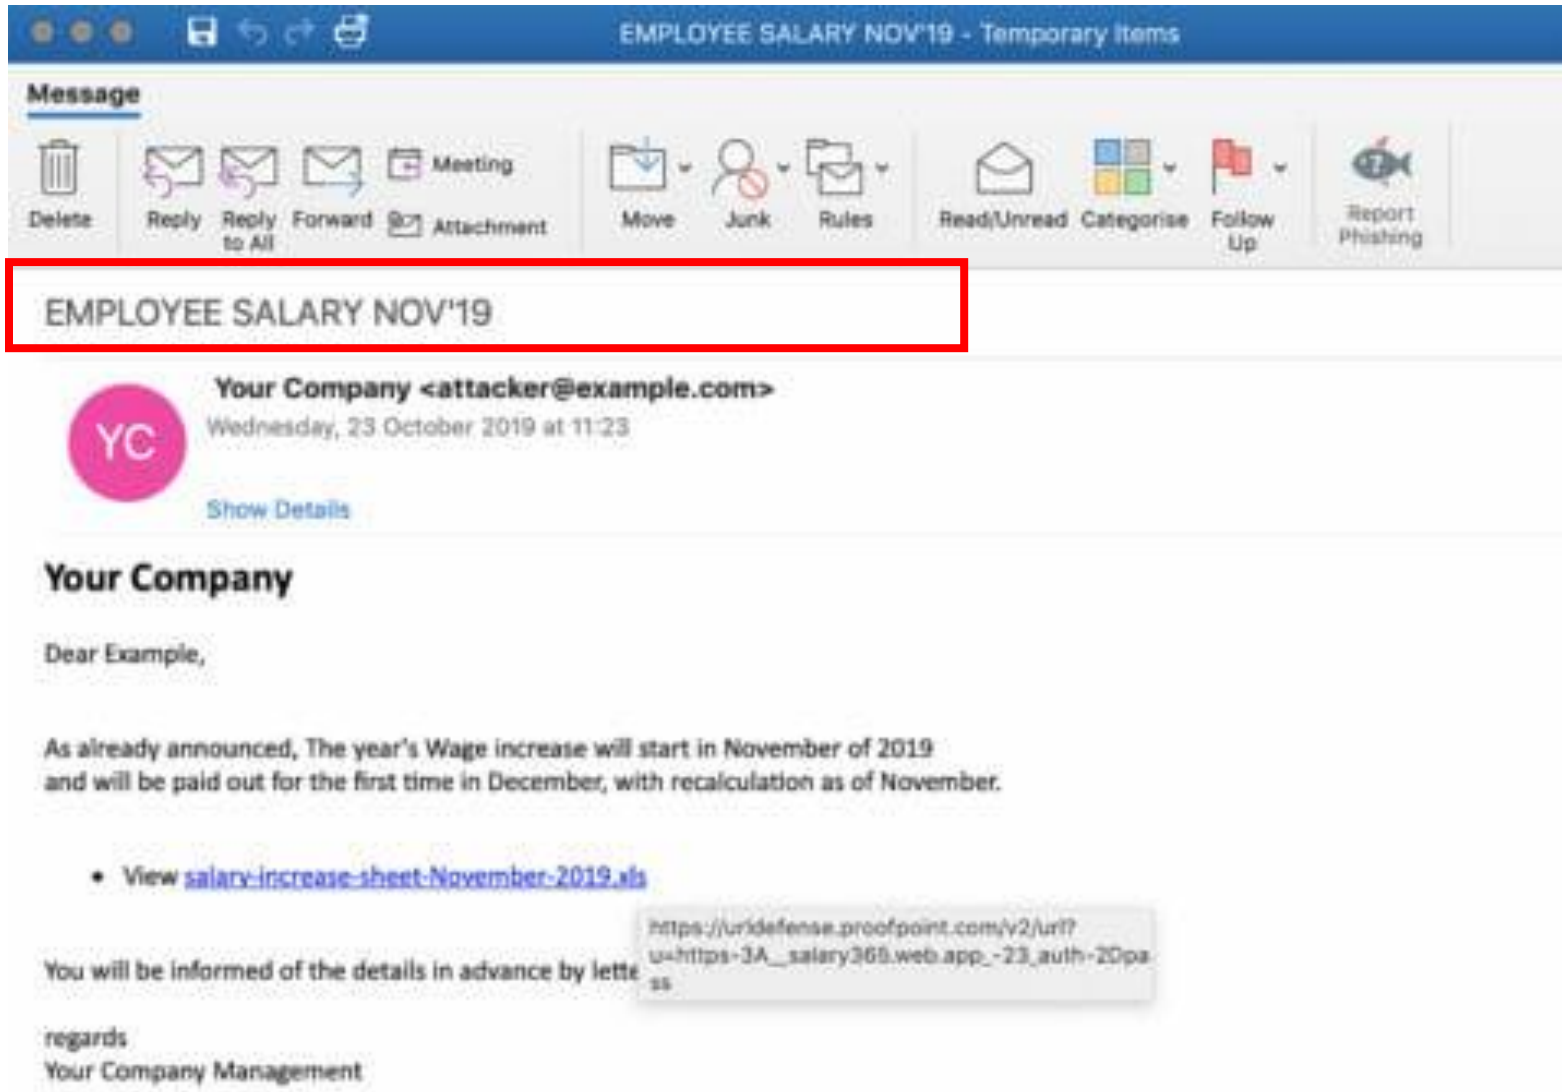 EMPLOYEE SALARY NOV'19 - Temporary Items
Message
Delete
Reply
Reply to All
Forward
Meeting
Attachment
Move
Junk
Rules
Read/Unread
Categorise
Follow Up
Report Phishing
EMPLOYEE SALARY NOV'19
YC
Your Company <attacker@example.com>
Wednesday, 23 October 2019 at 11:23
Show Details
Your Company
Dear Example,
As already announced, The year's Wage increase will start in November of 2019
and will be paid out for the first time in December, with recalculation as of November.
• View salary-increase-sheet-November-2019.xls
https://urldefense.proofpoint.com/v2/url?
u=https-3A__salary365.web.app_-23_auth-2Dpa
ss
You will be informed of the details in advance by lette
regards
Your Company Management